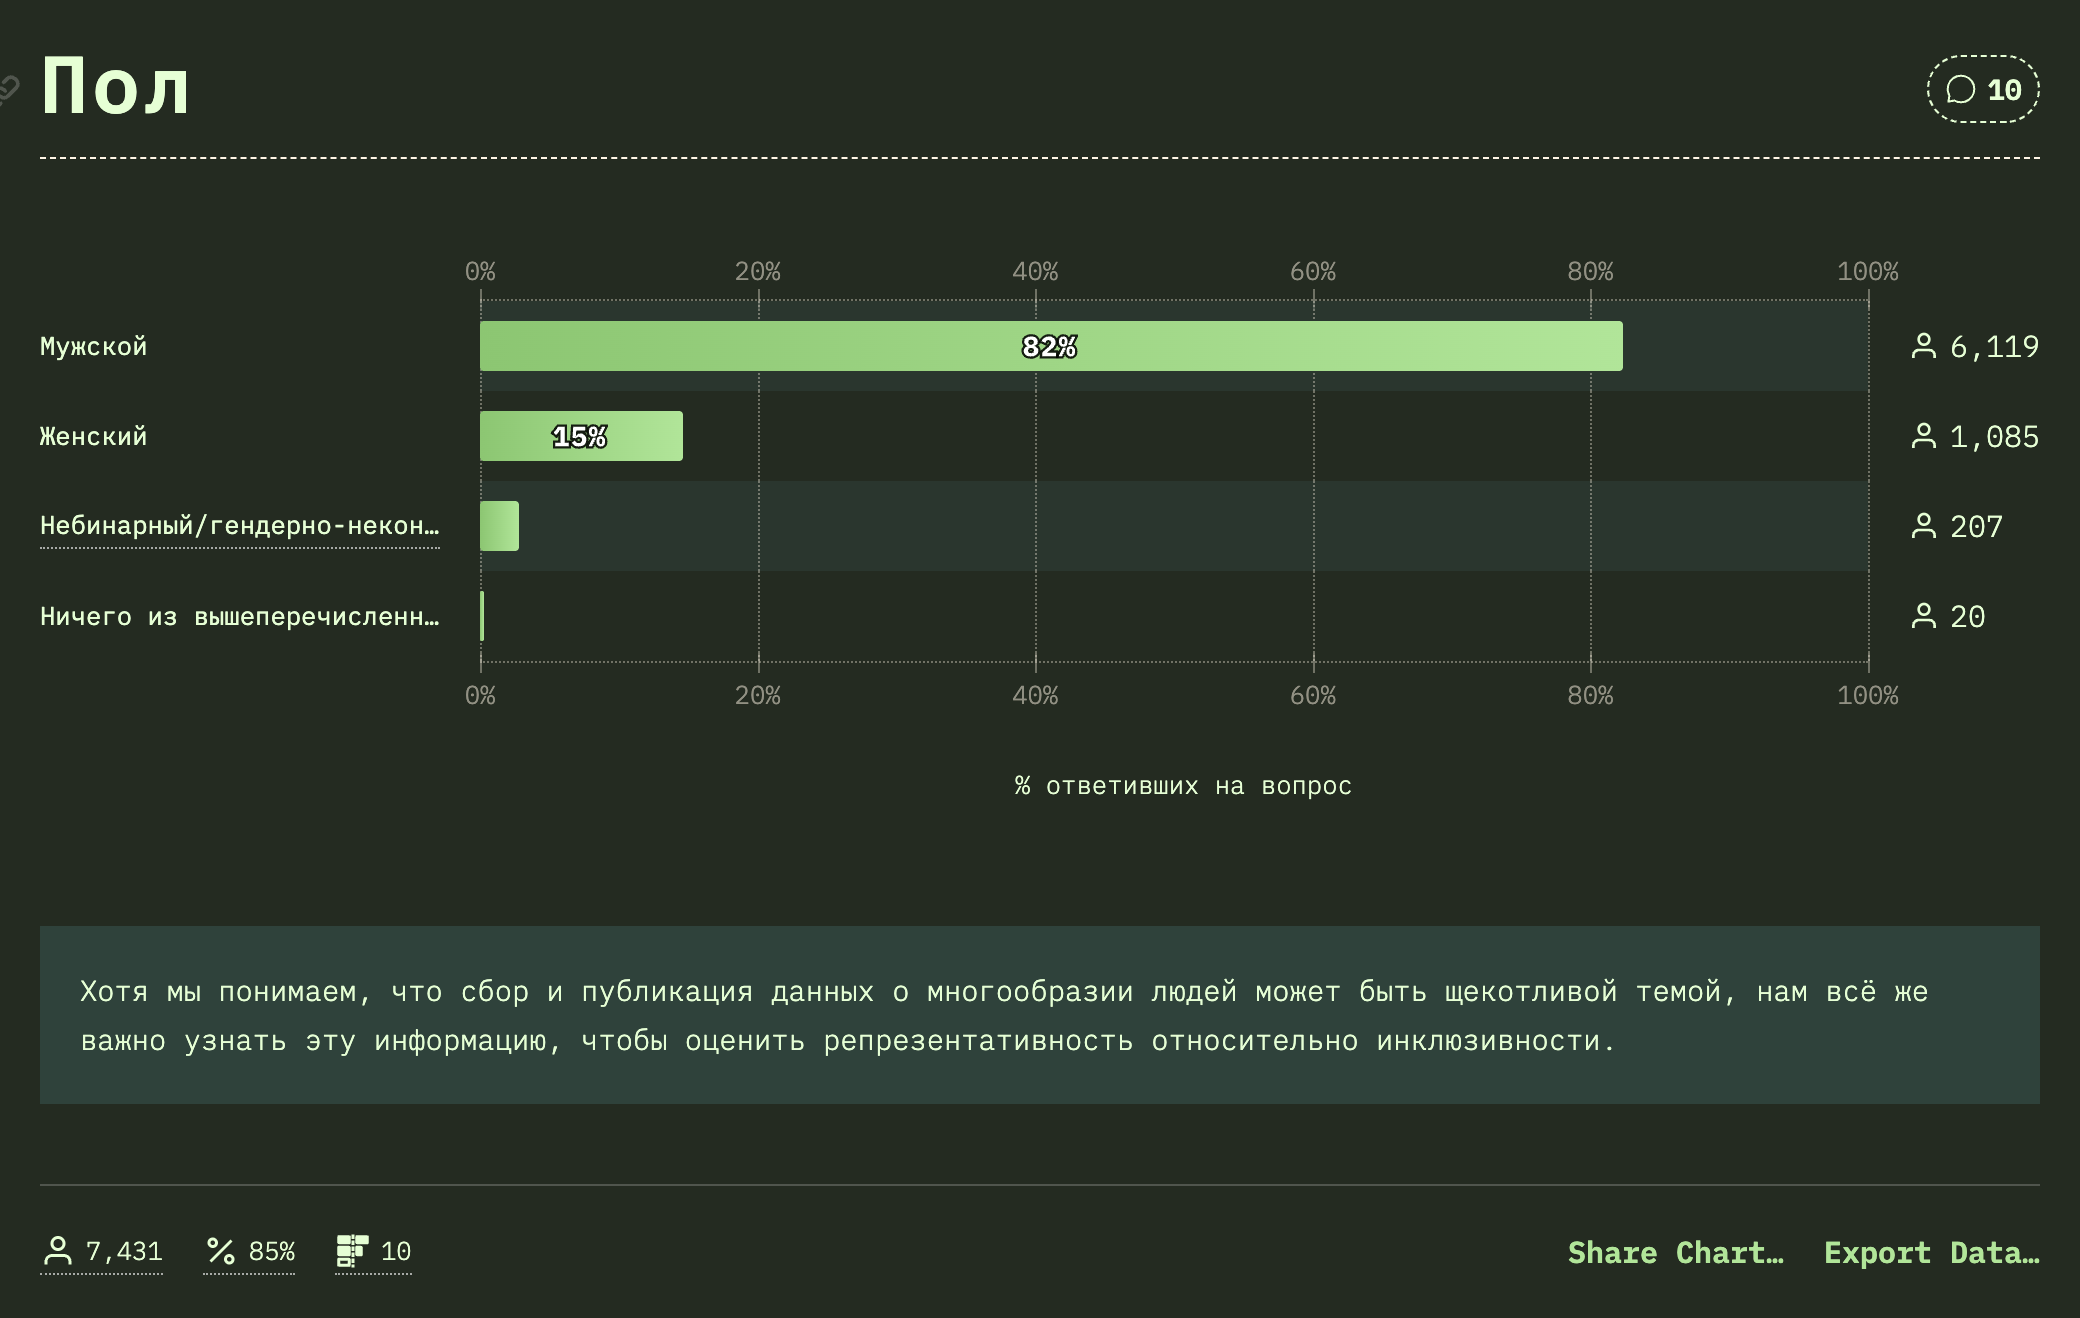 Пол
10
0% 20% 40% 60% 80% 100%
Мужской 82% 6,119
Женский 15% 1,085
Небинарный/гендерно-некон… 207
Ничего из вышеперечисленн… 20
0% 20% 40% 60% 80% 100%
% ответивших на вопрос
Хотя мы понимаем, что сбор и публикация данных о многообразии людей может быть щекотливой темой, нам всё же
важно узнать эту информацию, чтобы оценить репрезентативность относительно инклюзивности.
7,431 % 85% 10 Share Chart… Export Data…